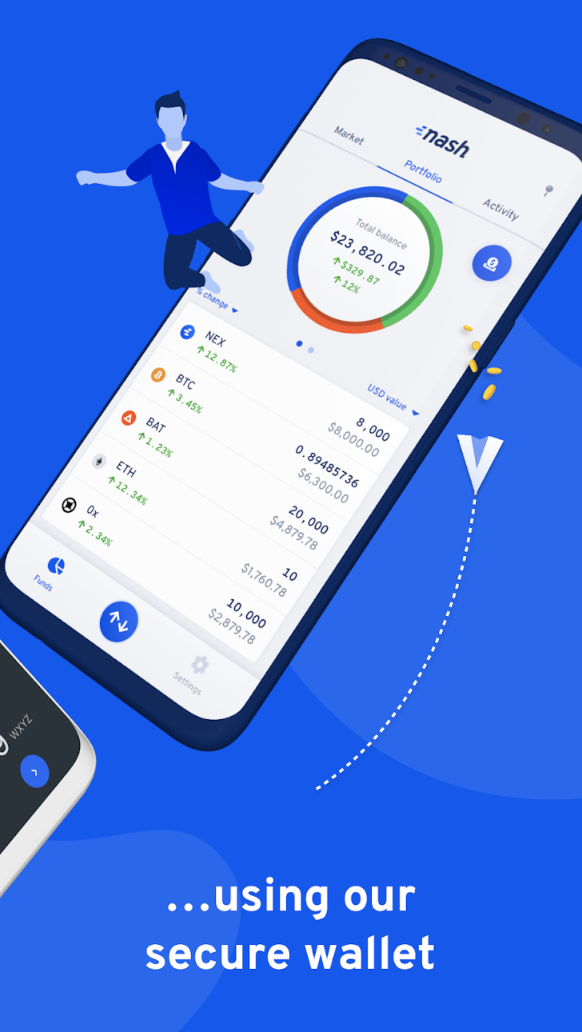 nash
Market
Portfolio
Activity
Total balance
$23,820.02
$329.87
12%
% change
USD value
NEX
12.87%
8,000
$8,000.00
BTC
3.45%
0.89485736
$6,300.00
BAT
1.23%
20,000
$4,879.78
ETH
12.34%
10
$1,760.78
0x
2.34%
10,000
$2,879.78
Funds
Settings
WXYZ
...using our
secure wallet